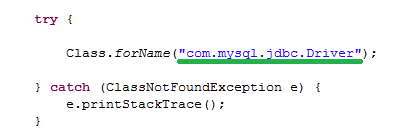 try {
Class.forName("com.mysql.jdbc.Driver");
} catch (ClassNotFoundException e) {
e.printStackTrace();
}